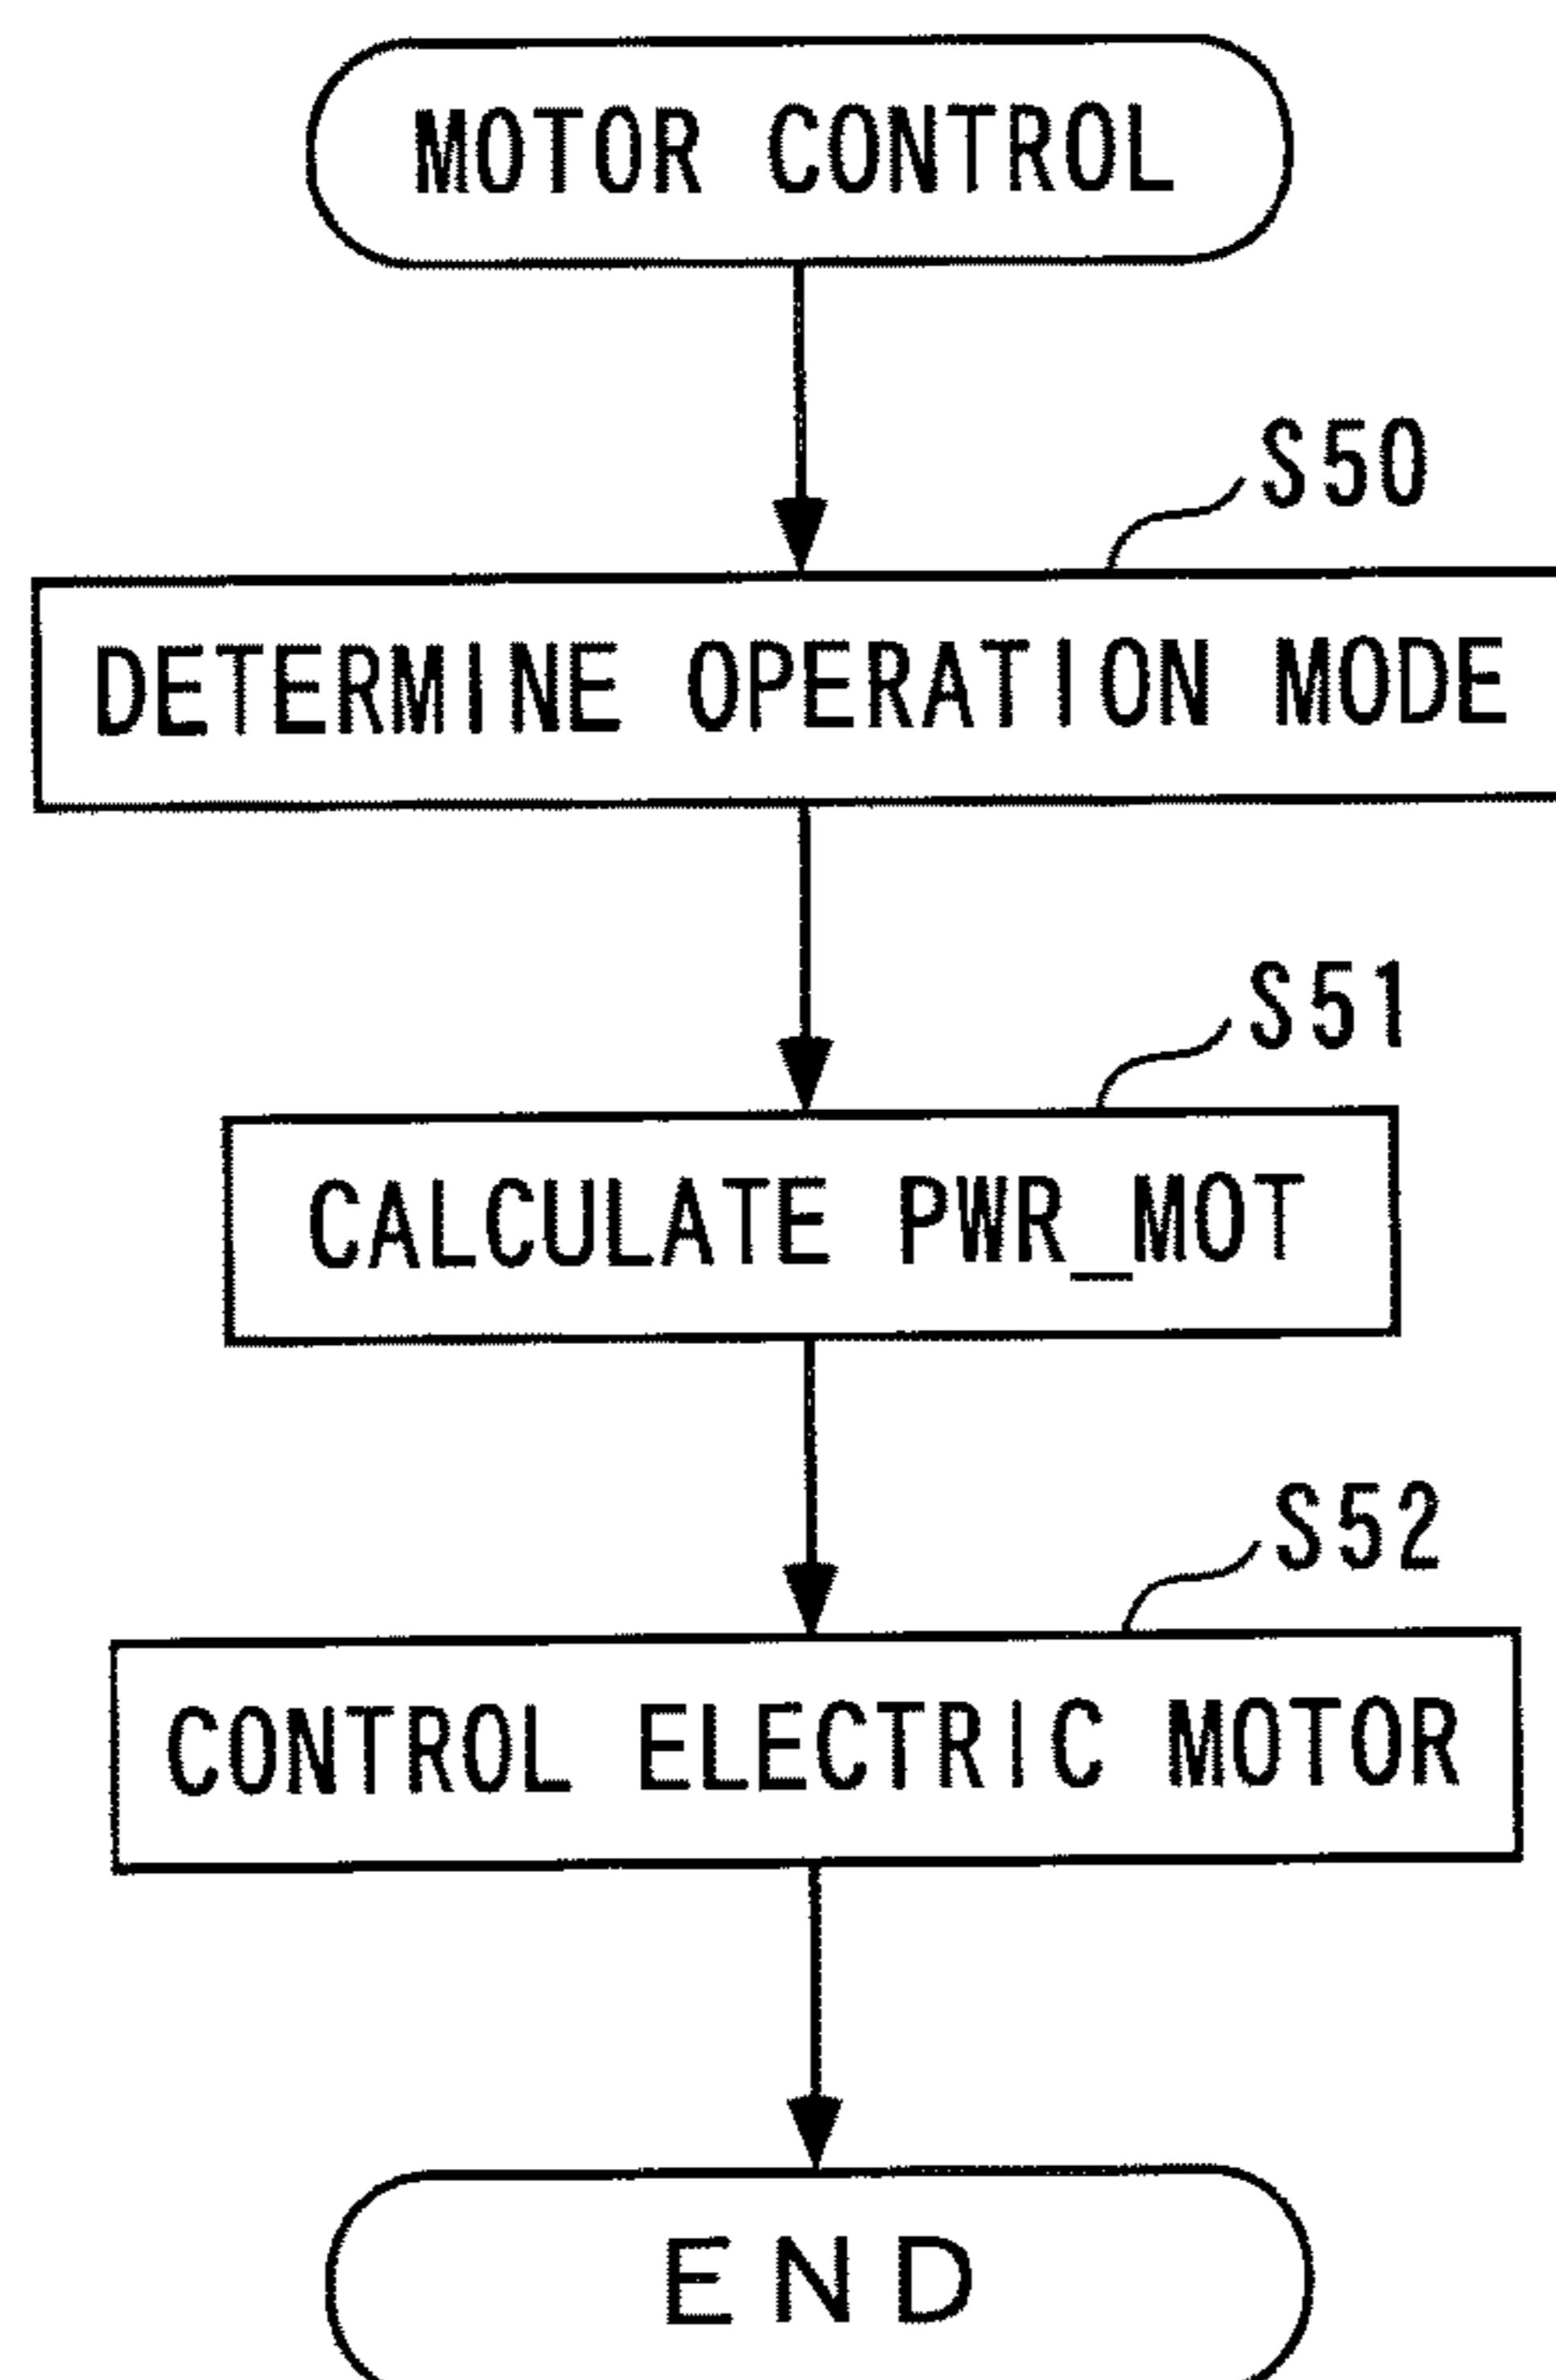 MOTOR CONTROL
S50
DETERMINE OPERATION MODE
S51
CALCULATE PWR_MOT
S52
CONTROL ELECTRIC MOTOR
END